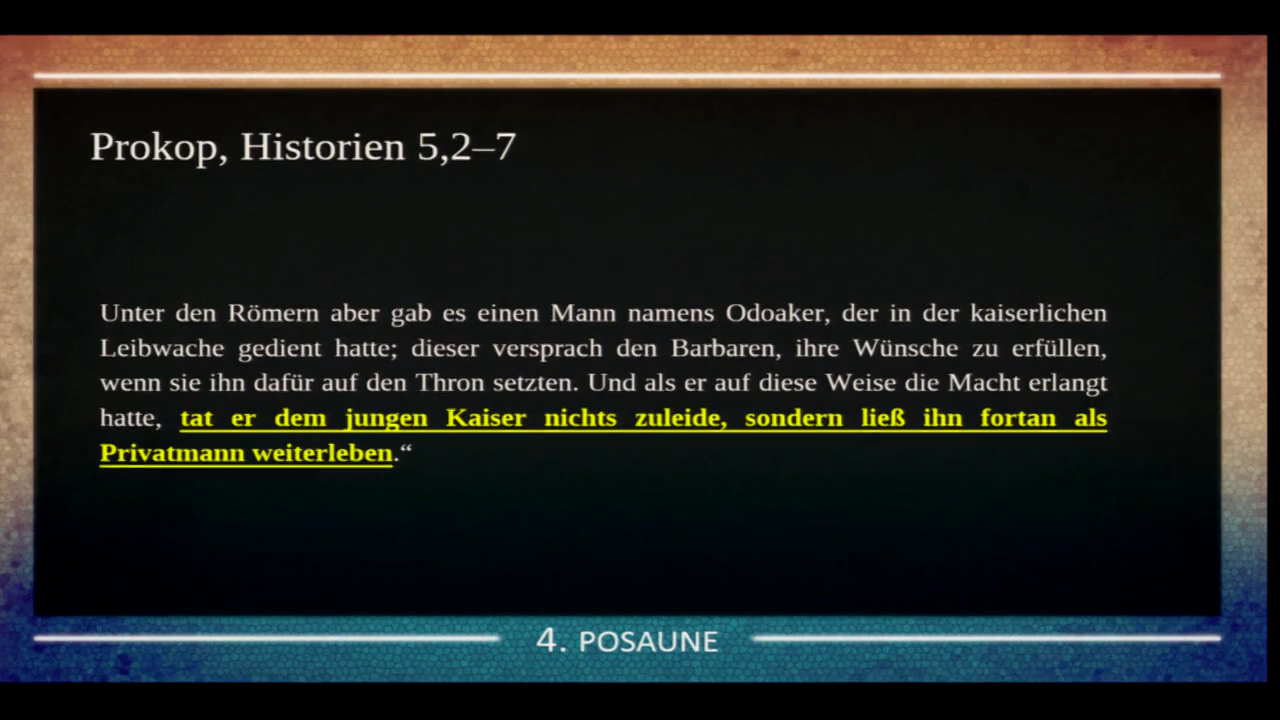 Prokop, Historien 5,2–7
Unter den Römern aber gab es einen Mann namens Odoaker, der in der kaiserlichen
Leibwache gedient hatte; dieser versprach den Barbaren, ihre Wünsche zu erfüllen,
wenn sie ihn dafür auf den Thron setzten. Und als er auf diese Weise die Macht erlangt
hatte, tat er dem jungen Kaiser nichts zuleide, sondern ließ ihn fortan als
Privatmann weiterleben.“
4. POSAUNE